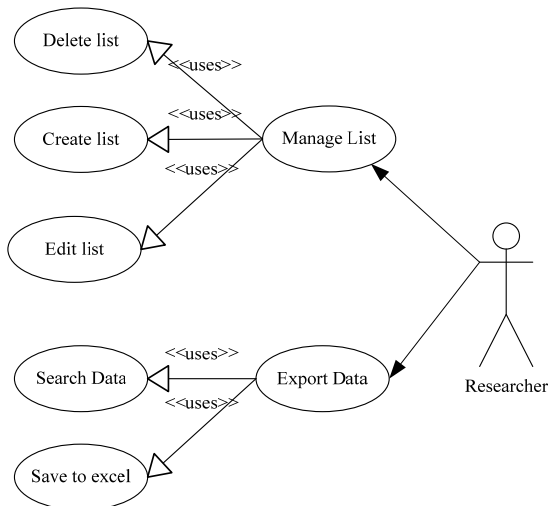 Delete list
<<uses>>
Create list
<<uses>>
Manage List
<<uses>>
Edit list
<<uses>>
Search Data
Export Data
Researcher
<<uses>>
Save to excel